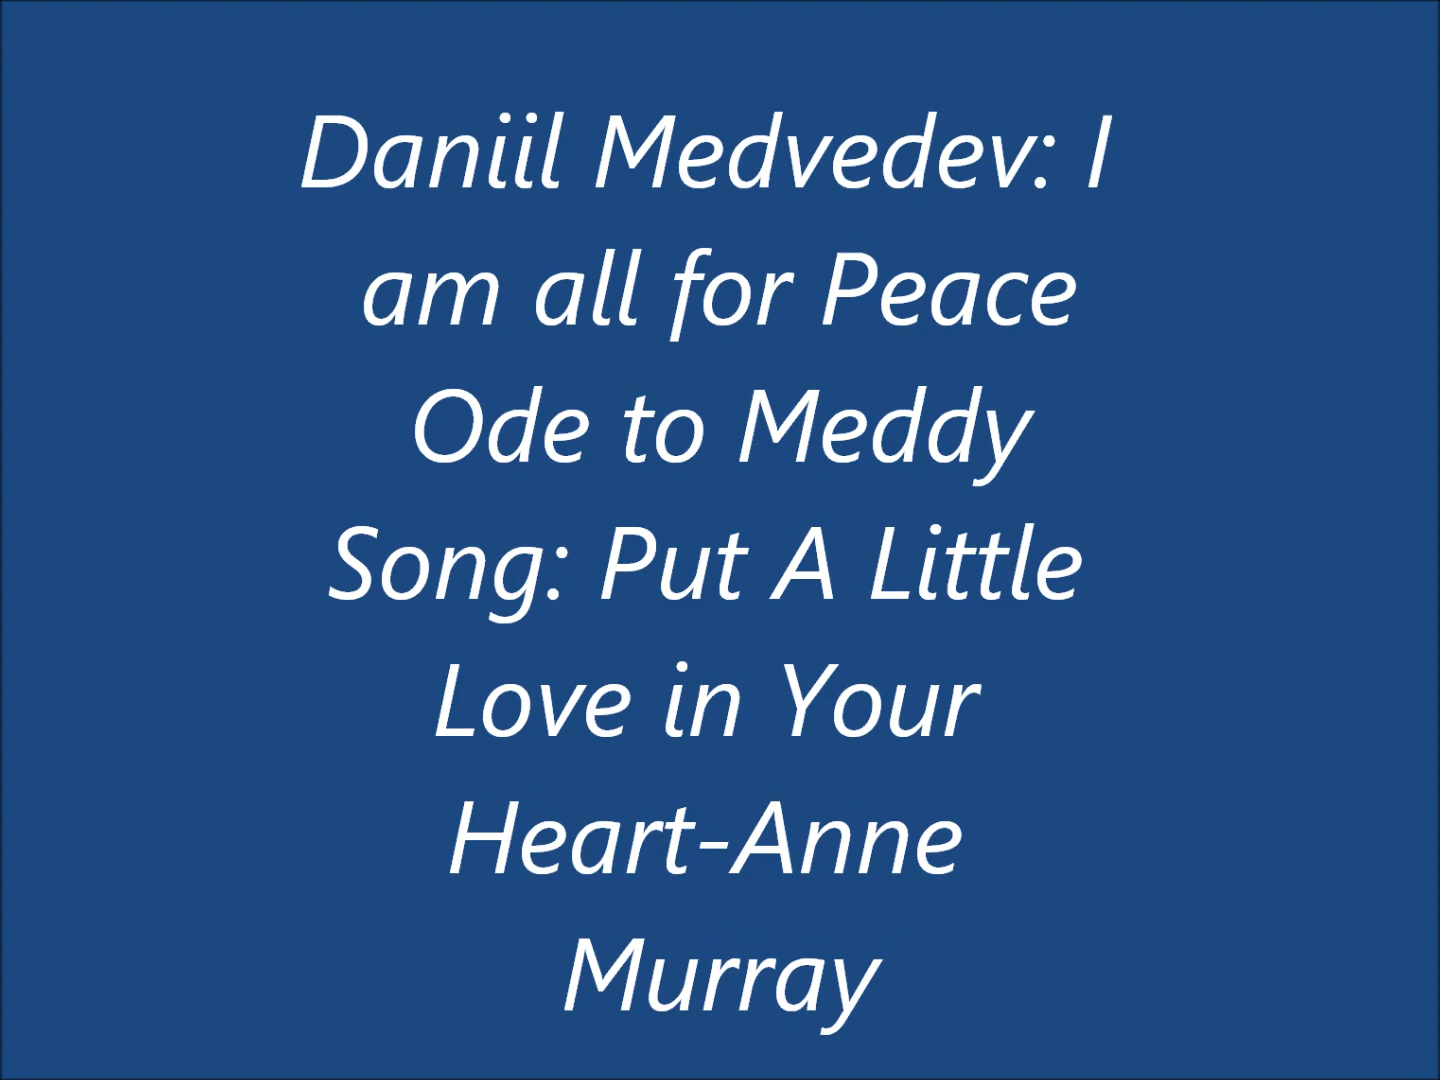 Daniil Medvedev: I
am all for Peace
Ode to Meddy
Song: Put A Little
Love in Your
Heart-Anne
Murray